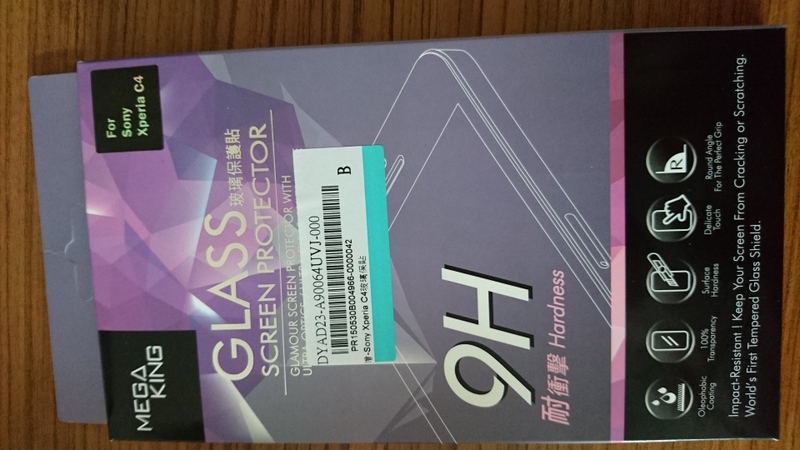 For
Sony
Xperia C4
MEGA
KING
GLASS 玻璃保護貼
SCREEN PROTECTOR
GLAMOUR SCREEN PROTECTOR WITH
DYAD23-A90064UVJ-000
B
PR150530B004966-0000042
-Sony Xperia C4玻璃保貼
9H
耐衝擊 Hardness
Oleophobic
Coating
100%
Transparency
Surface
Hardness
Delicate
Touch
R
Round Angle
For The Perfect Grip
Impact-Resistant ! Keep Your Screen From Cracking or Scratching.
World's First Tempered Glass Shield.